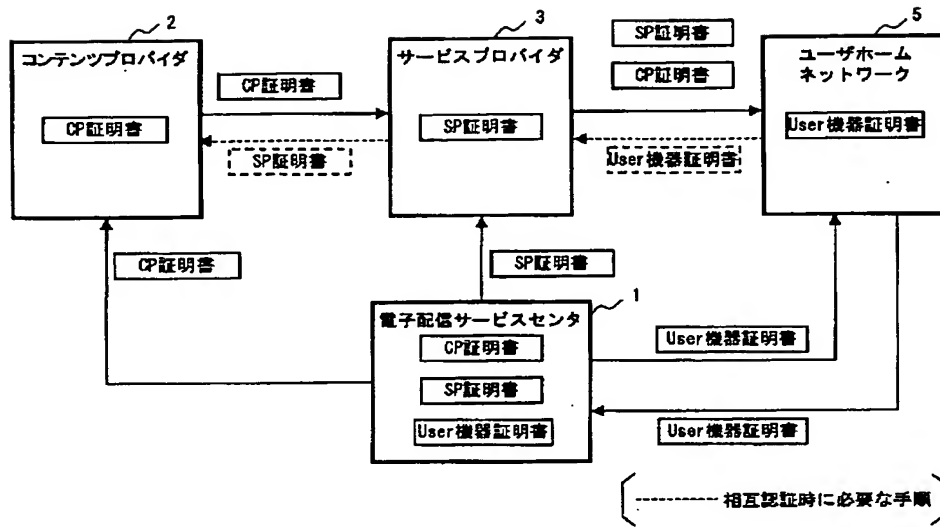 2
コンテンツプロバイダ
CP証明書
CP証明書
SP証明書
3
サービスプロバイダ
SP証明書
SP証明書
CP証明書
User機器証明書
5
ユーザホーム
ネットワーク
User機器証明書
CP証明書
SP証明書
1
電子配信サービスセンタ
CP証明書
SP証明書
User機器証明書
User機器証明書
User機器証明書
相互認証時に必要な手順